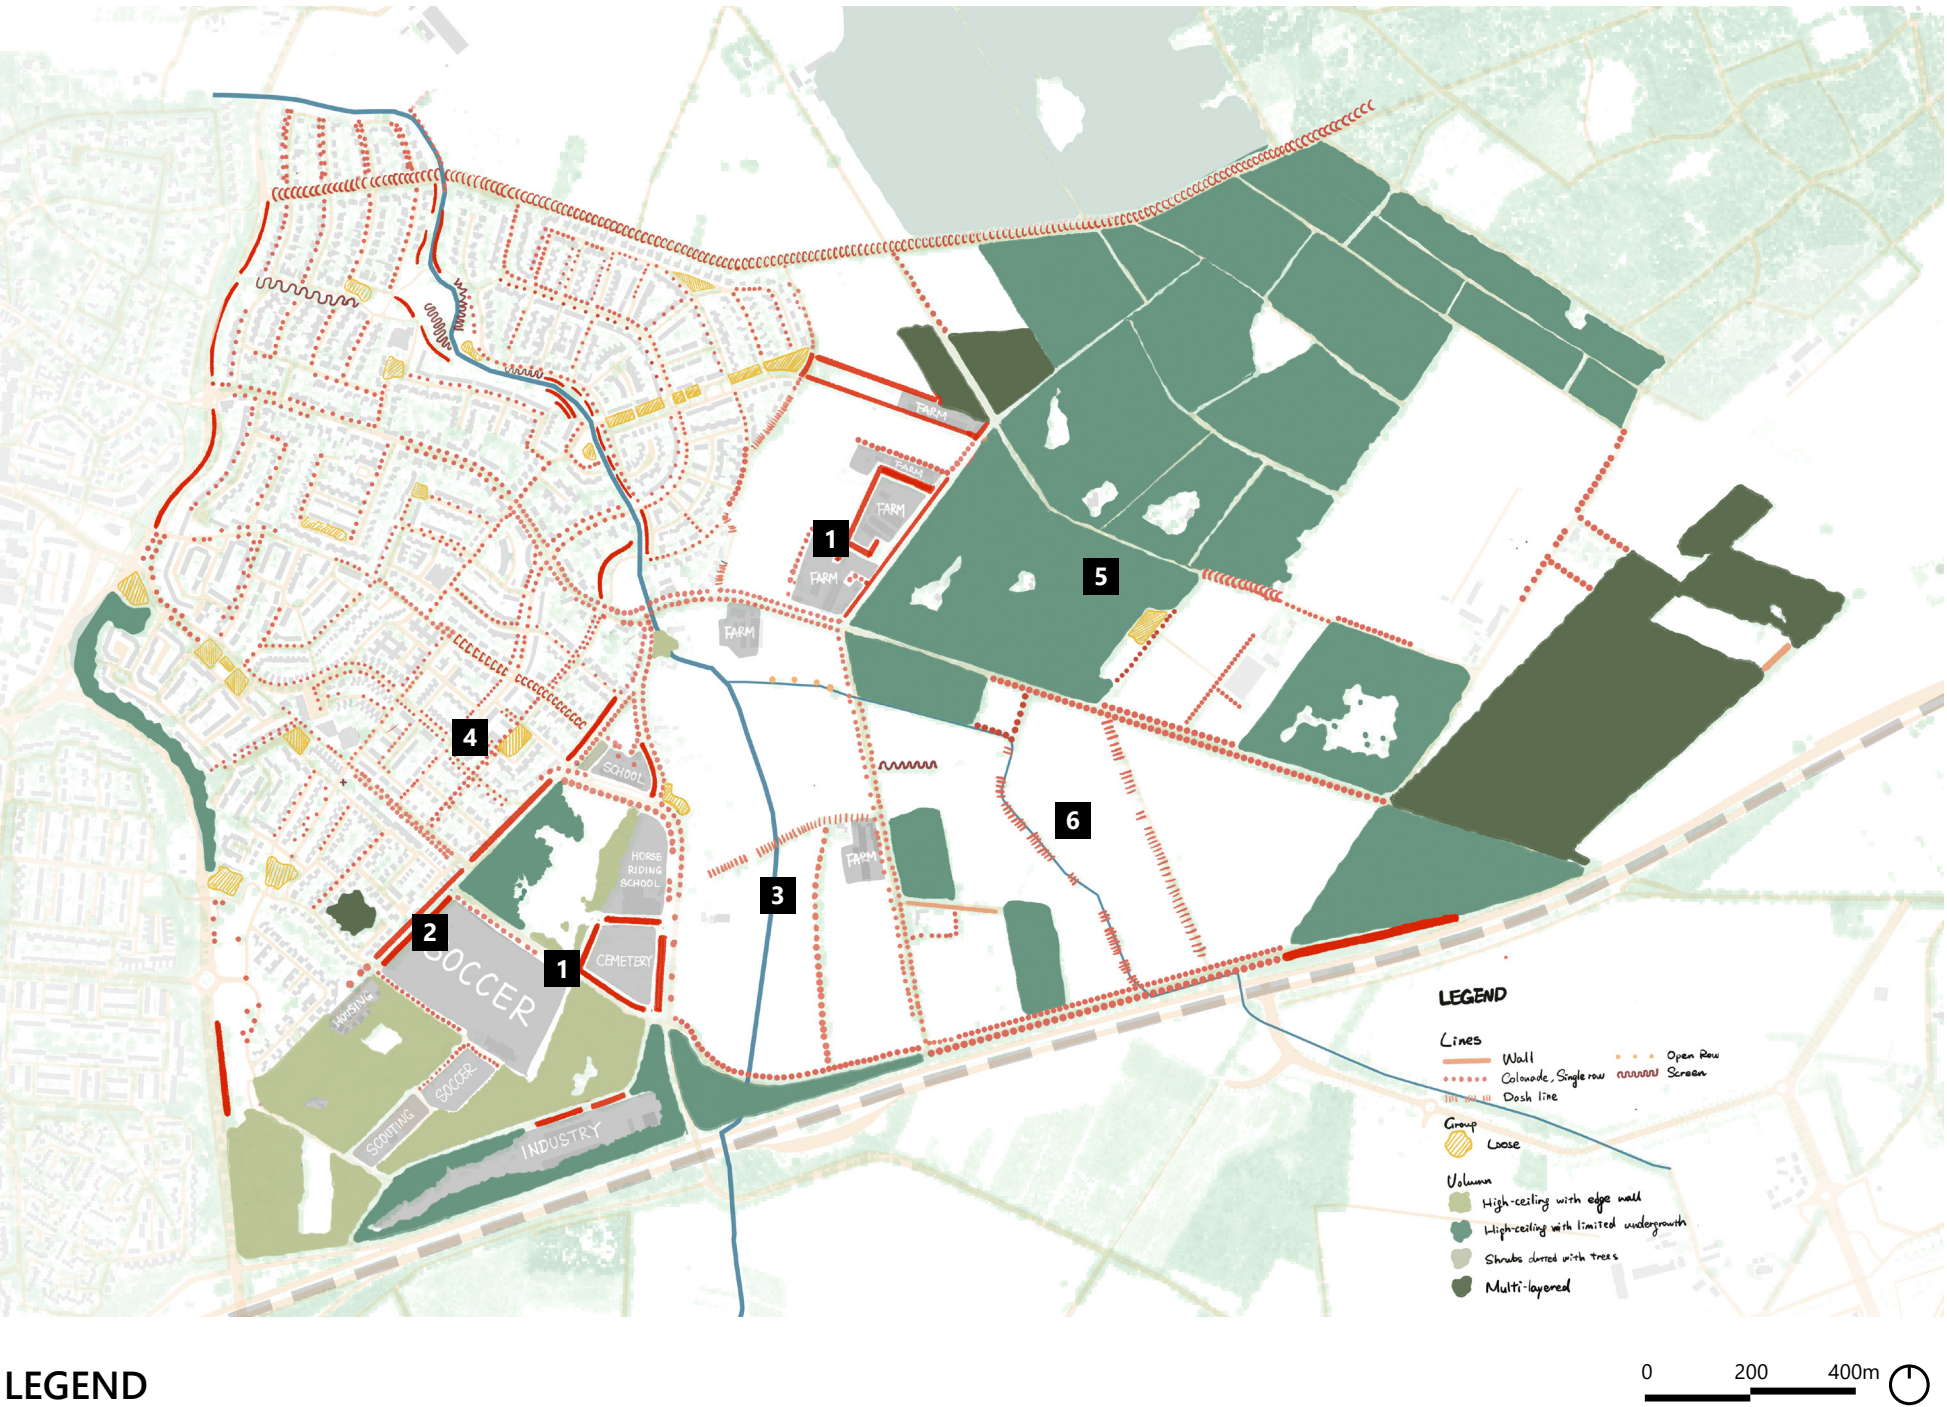 FARM
FARM
FARM
1
FARM
5
FARM
4
SCHOOL
6
FARM
HORSE
RIDING
SCHOOL
3
2
SOCCER
1
CEMETERY
HOUSING
SOCCER
SCOUTING
INDUSTRY
LEGEND
Lines
Wall
Open Row
Colonade, Single row
Screen
Dash line
Group
Loose
Volumn
High-ceiling with edge wall
High-ceiling with limited undergrowth
Shrubs dotted with trees
Multi-layered
LEGEND
0 200 400m